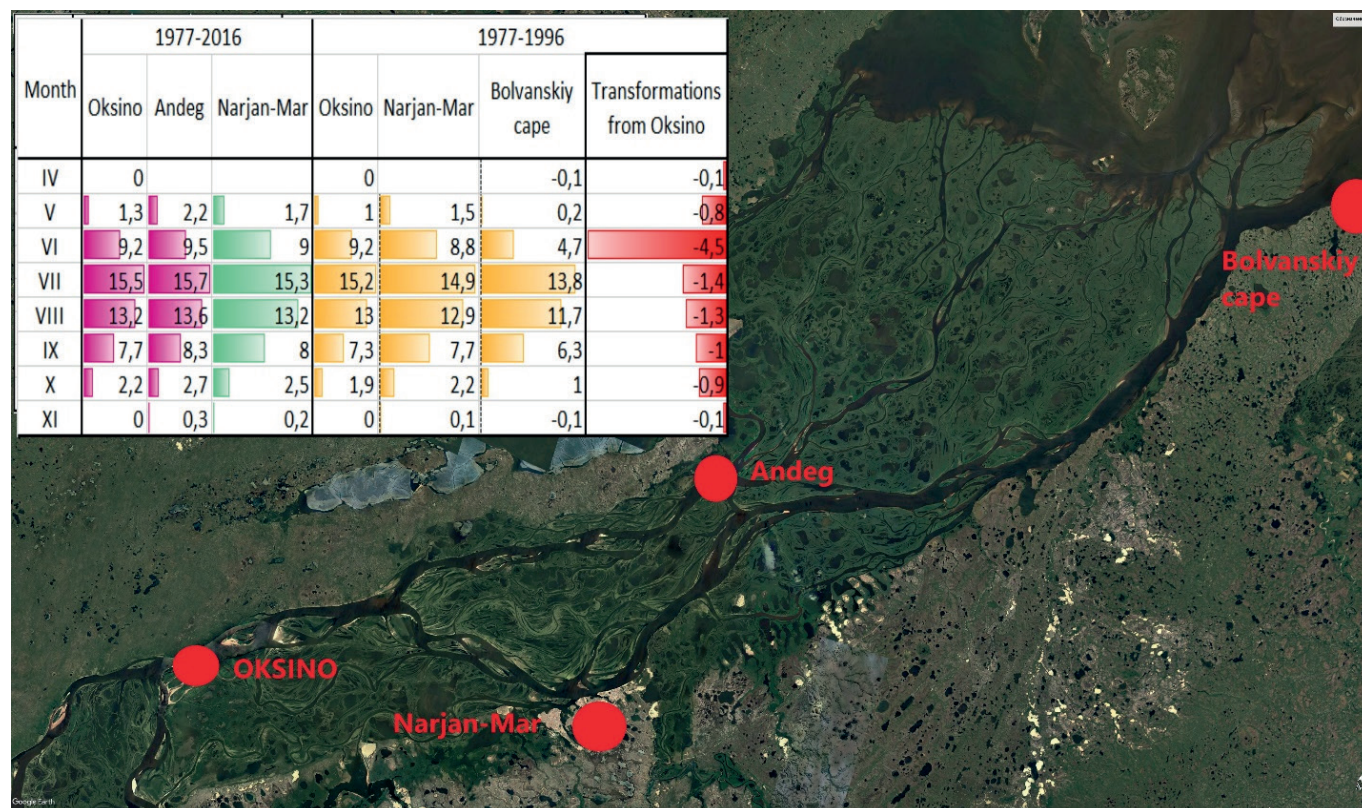 1977-2016 1977-1996
Month Oksino Andeg Narjan-Mar Oksino Narjan-Mar Bolvanskiy cape Transformations from Oksino
IV 0 0 -0,1 -0,1
V 1,3 2,2 1,7 1 1,5 0,2 -0,8
VI 9,2 9,5 9 9,2 8,8 4,7 -4,5
VII 15,5 15,7 15,3 15,2 14,9 13,8 -1,4
VIII 13,2 13,6 13,2 13 12,9 11,7 -1,3
IX 7,7 8,3 8 7,3 7,7 6,3 -1
X 2,2 2,7 2,5 1,9 2,2 1 -0,9
XI 0 0,3 0,2 0 0,1 -0,1 -0,1
Bolvanskiy
cape
Andeg
OKSINO
Narjan-Mar
Google Earth